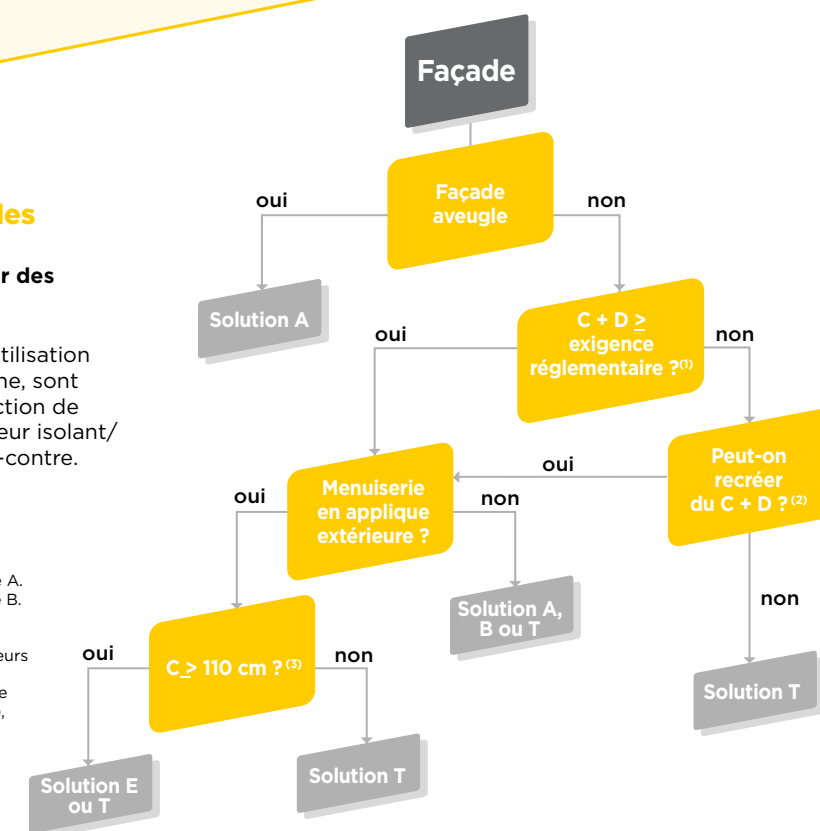 Façade
Façade
aveugle
oui
non
Solution A
C + D ≥
exigence
réglementaire ?(1)
oui
non
Peut-on
recréer
du C + D ?(2)
oui
non
Menuiserie
en applique
extérieure ?
oui
non
Solution A,
B ou T
Solution T
C ≥ 110 cm ?(3)
oui
non
Solution E
ou T
Solution T
les
r des
tilisation
ne, sont
ction de
eur isolant/
-contre.
e A.
e B.
eurs
e
,